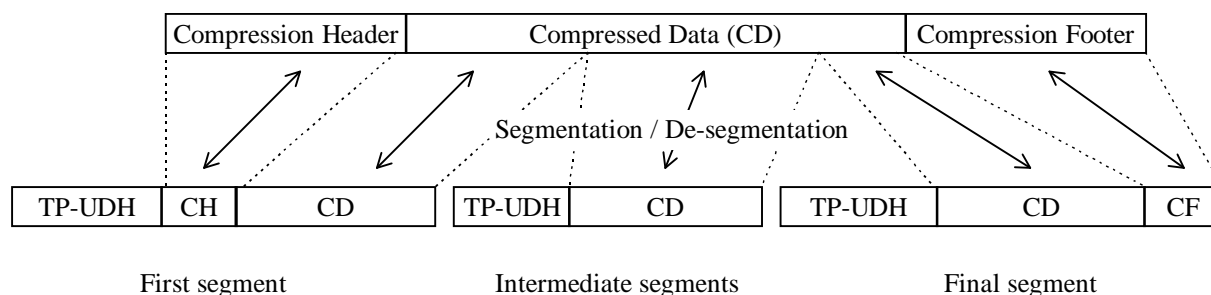 Compression Header Compressed Data (CD) Compression Footer
Segmentation / De-segmentation
TP-UDH CH CD TP-UDH CD TP-UDH CD CF
First segment Intermediate segments Final segment